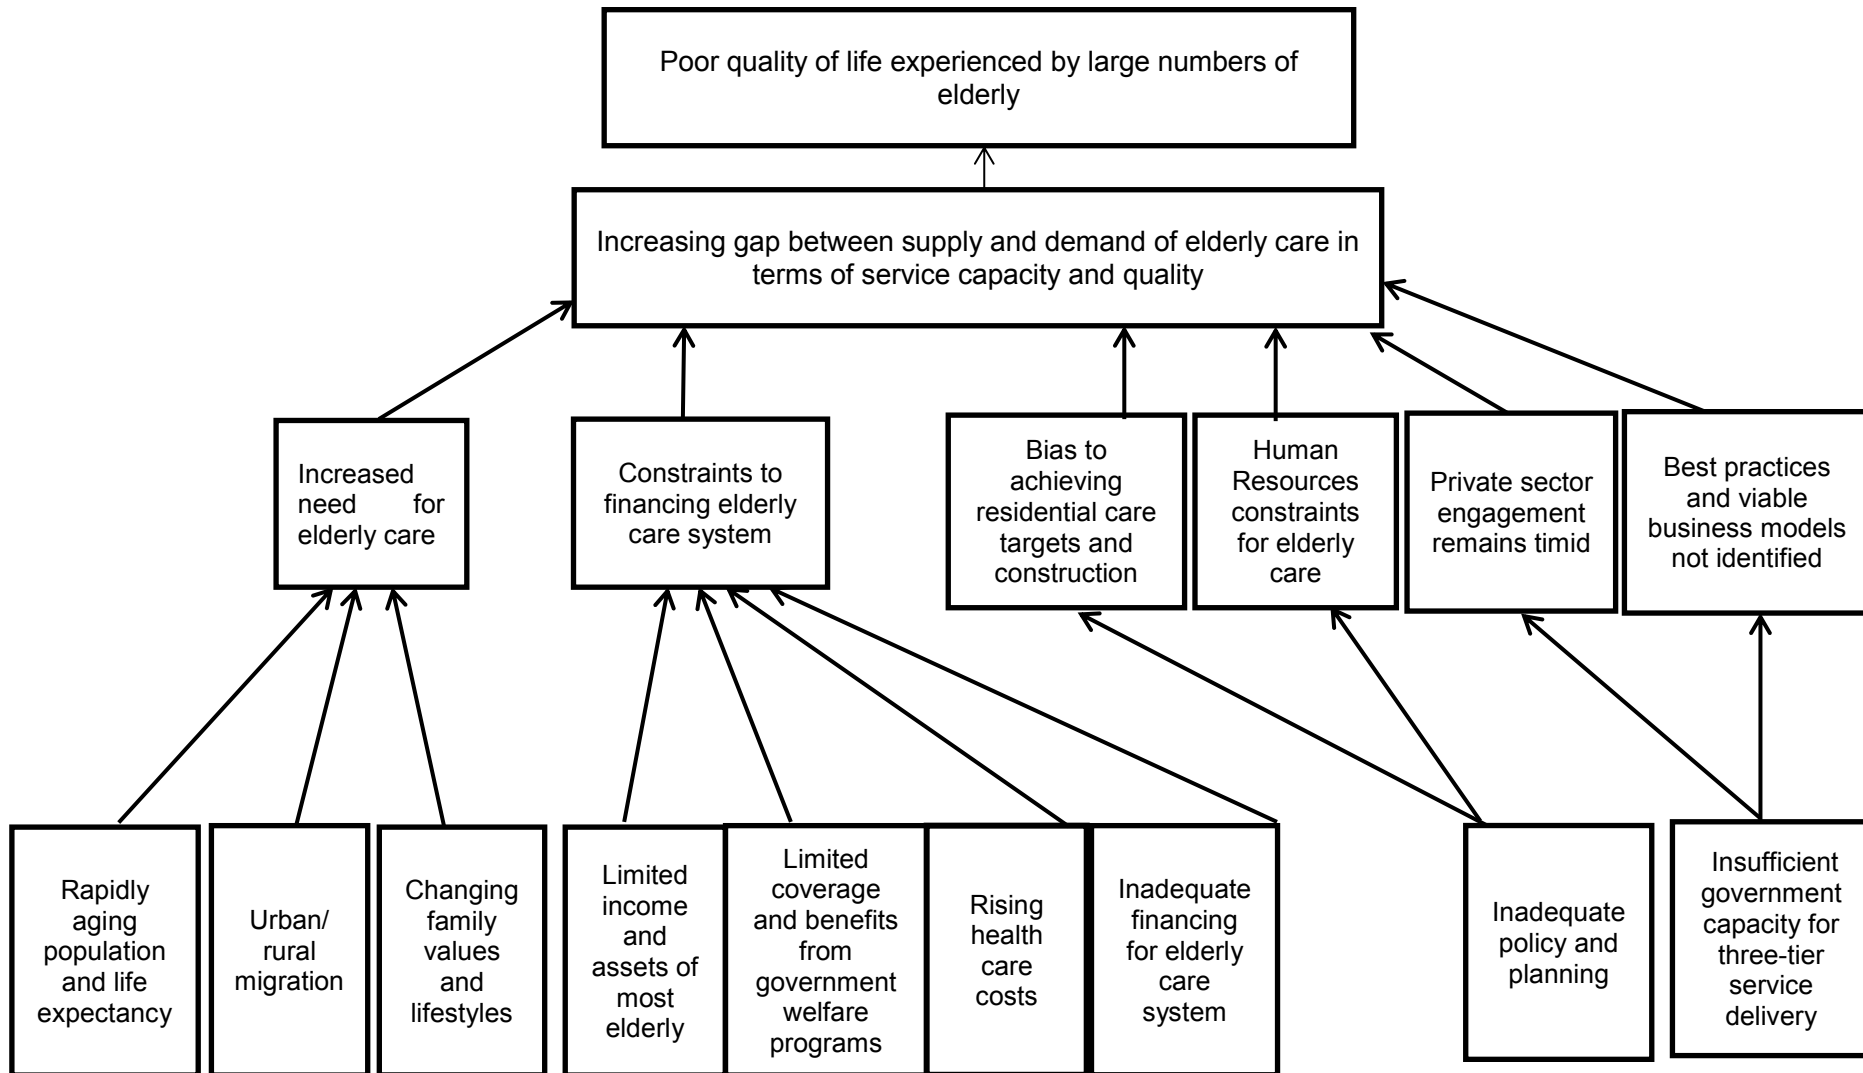 Poor quality of life experienced by large numbers of
elderly
Increasing gap between supply and demand of elderly care in
terms of service capacity and quality
Increased
need for
elderly care
Constraints to
financing elderly
care system
Bias to
achieving
residential care
targets and
construction
Human
Resources
constraints
for elderly
care
Private sector
engagement
remains timid
Best practices
and viable
business models
not identified
Rapidly
aging
population
and life
expectancy
Urban/
rural
migration
Changing
family
values
and
lifestyles
Limited
income
and
assets of
most
elderly
Limited
coverage
and benefits
from
government
welfare
programs
Rising
health
care
costs
Inadequate
financing
for elderly
care
system
Inadequate
policy and
planning
Insufficient
government
capacity for
three-tier
service
delivery